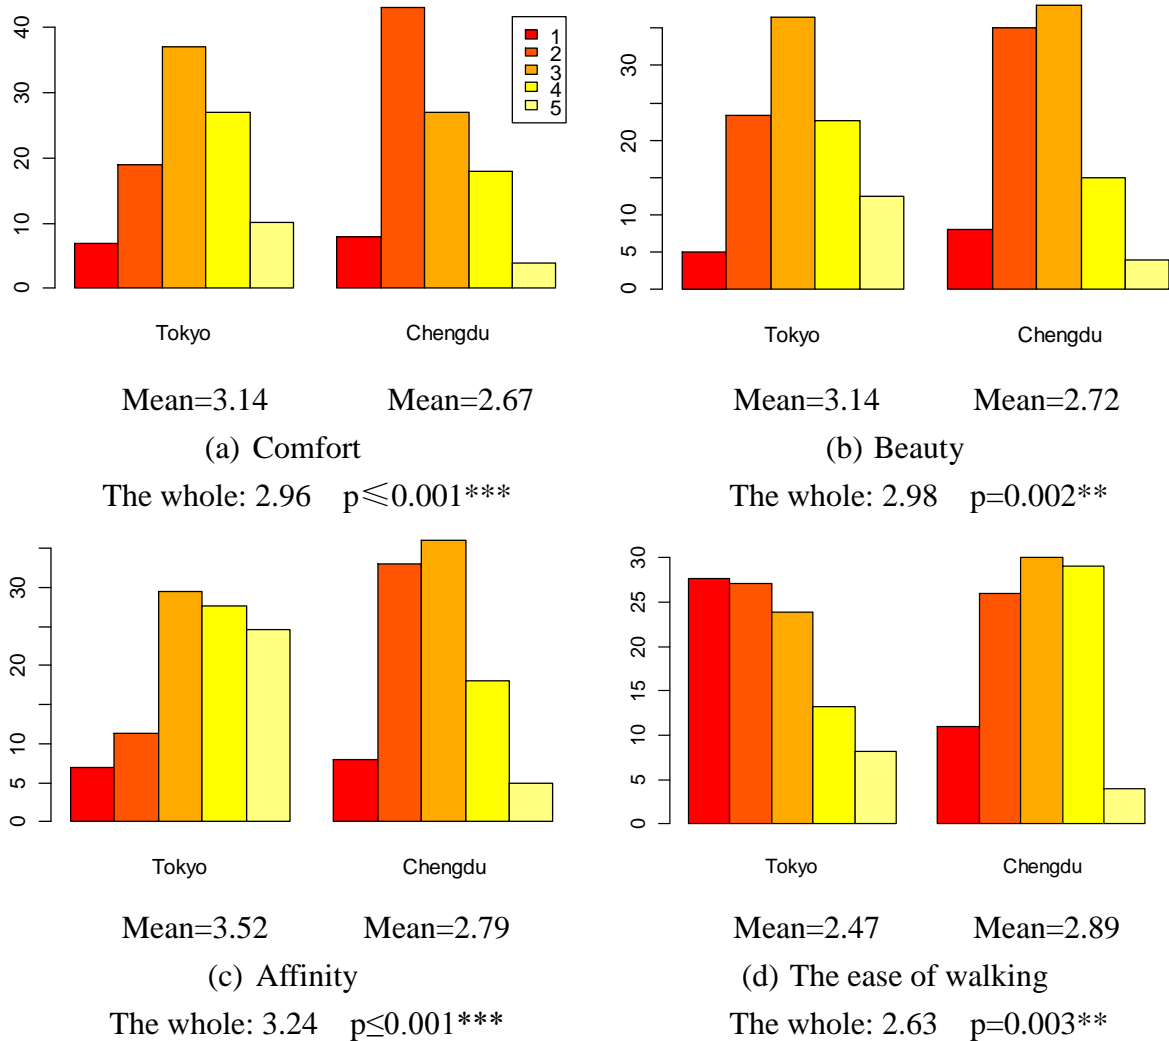 40
30
20
10
0
1
2
3
4
5
Tokyo Chengdu
Mean=3.14 Mean=2.67
(a) Comfort
The whole: 2.96 p≤0.001***
30
20
10
5
0
Tokyo Chengdu
Mean=3.14 Mean=2.72
(b) Beauty
The whole: 2.98 p=0.002**
30
20
10
5
0
Tokyo Chengdu
Mean=3.52 Mean=2.79
(c) Affinity
The whole: 3.24 p≤0.001***
30
25
20
15
10
5
0
Tokyo Chengdu
Mean=2.47 Mean=2.89
(d) The ease of walking
The whole: 2.63 p=0.003**